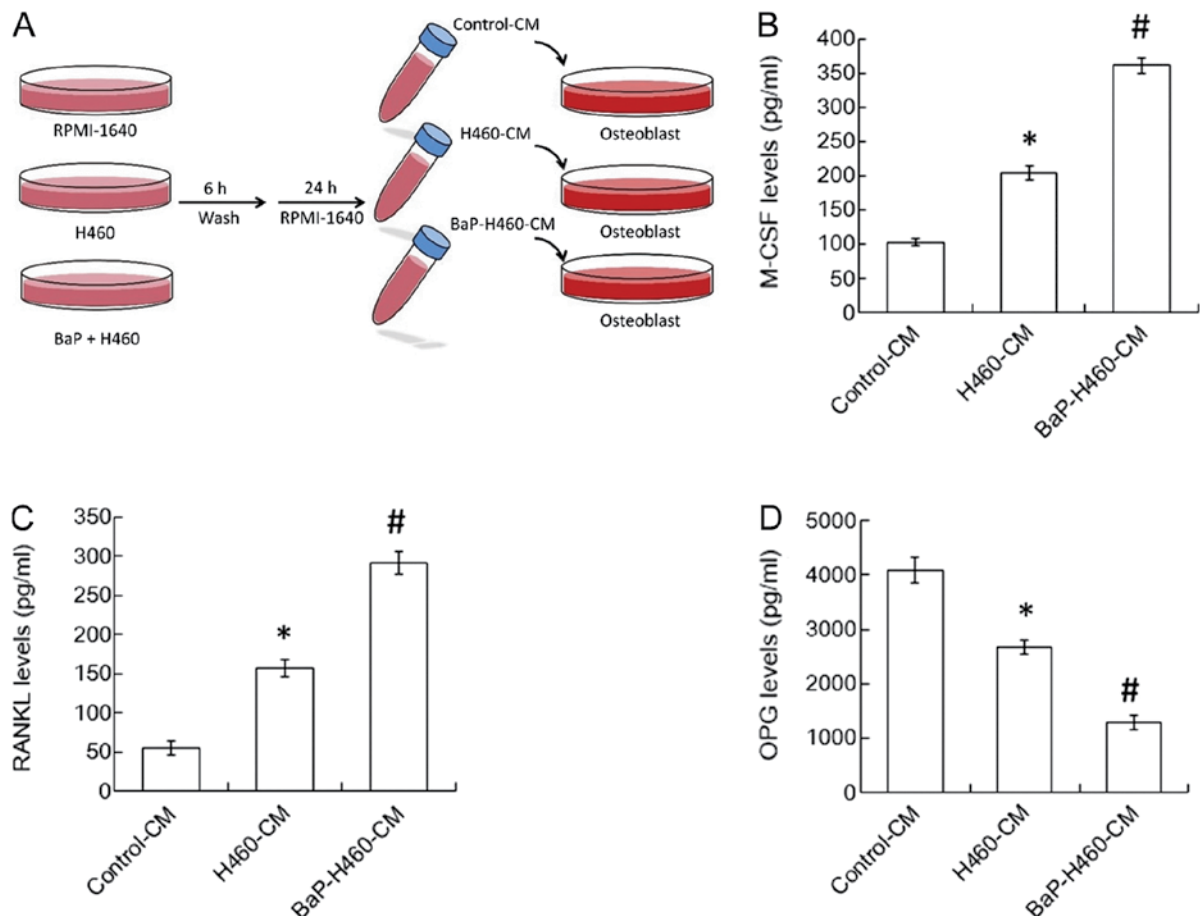 A
RPMI-1640
H460
BaP + H460
6 h
Wash
24 h
RPMI-1640
Control-CM
H460-CM
BaP-H460-CM
Osteoblast
Osteoblast
Osteoblast
B
M-CSF levels (pg/ml)
400
350
300
250
200
150
100
50
0
*
#
Control-CM
H460-CM
BaP-H460-CM
C
RANKL levels (pg/ml)
350
300
250
200
150
100
50
0
*
#
Control-CM
H460-CM
BaP-H460-CM
D
OPG levels (pg/ml)
5000
4000
3000
2000
1000
0
*
#
Control-CM
H460-CM
BaP-H460-CM